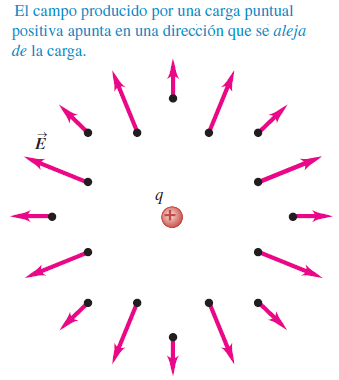 El campo producido por una carga puntual
positiva apunta en una dirección que se aleja
de la carga.
E
q
+